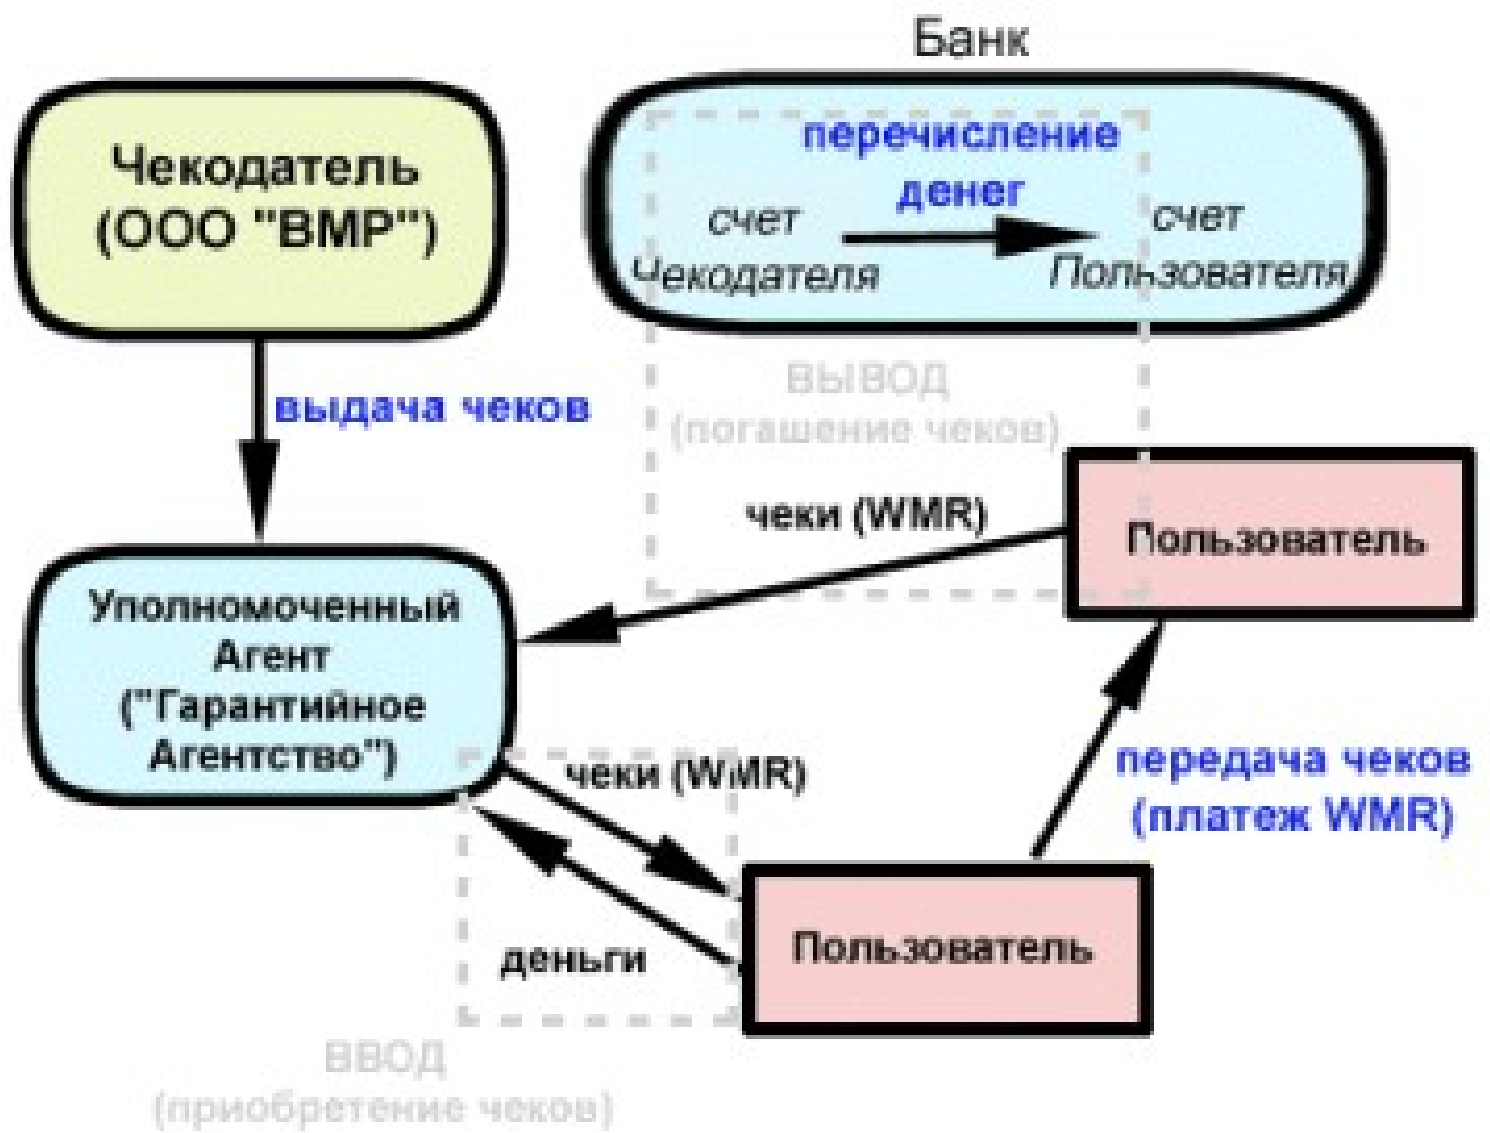 Банк
Чекодатель
(ООО "ВМР")
перечисление
денег
счет
Чекодателя
счет
Пользователя
выдача чеков
ВЫВОД
(погашение чеков)
чеки (WMR)
Пользователь
Уполномоченный
Агент
("Гарантийное
Агентство")
чеки (WMR)
передача чеков
(платеж WMR)
деньги
Пользователь
ВВОД
(приобретение чеков)